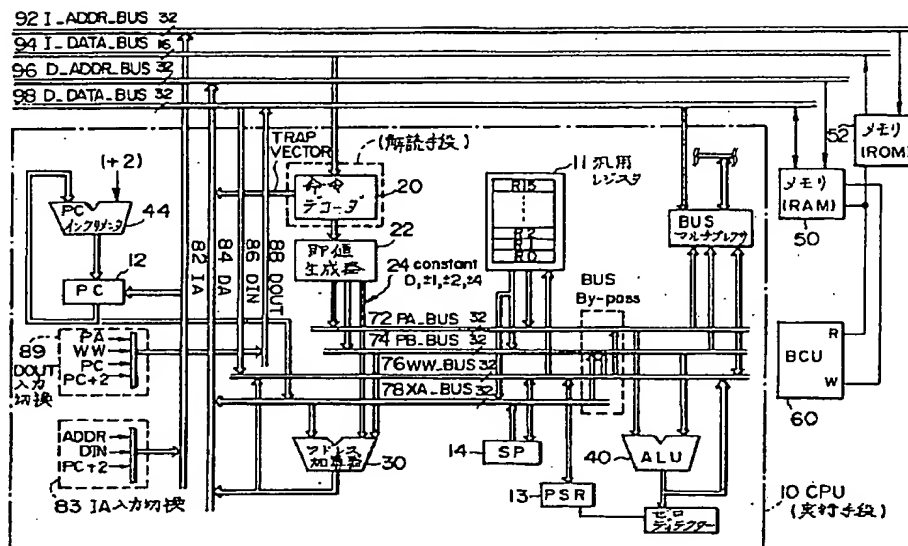 92 I_ADDR_BUS 32
94 I_DATA_BUS 16
96 D_ADDR_BUS 32
98 D_DATA_BUS 32
52
メモリ
(ROM)
(+2)
TRAP
VECTOR
(解読手段)
11 汎用
レジスタ
メモリ
(RAM)
50
PC
インクリメンタ
44
命令
デコーダ
20
R15
R2
R1
R0
BUS
マルチプレクサ
12
PC
82 IA
84 DA
86 DIN
88 DOUT
22
即値
生成器
24 constant
0,±1,±2,±4
BUS
By-pass
72 PA_BUS 32
74 PB_BUS 32
76 WW_BUS 32
78 XA_BUS 32
89
DOUT
入力
切換
PA
WW
PC
PC+2
BCU
R
W
60
ADDR
DIN
PC+2
83 IA入力切換
アドレス
加算器
30
14
SP
13
PSR
40
ALU
ゼロ
ディテクター
10 CPU
(実行手段)